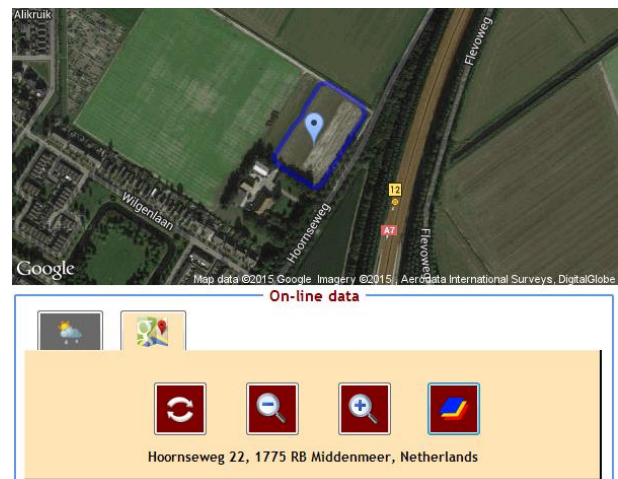 Alikruik
Flevoweg
Wilgenlaan
12
A7
Hoornseweg
Flevoweg
Google
Map data ©2015 Google Imagery ©2015 , Aerodata International Surveys, DigitalGlobe
On-line data
Hoornseweg 22, 1775 RB Middenmeer, Netherlands